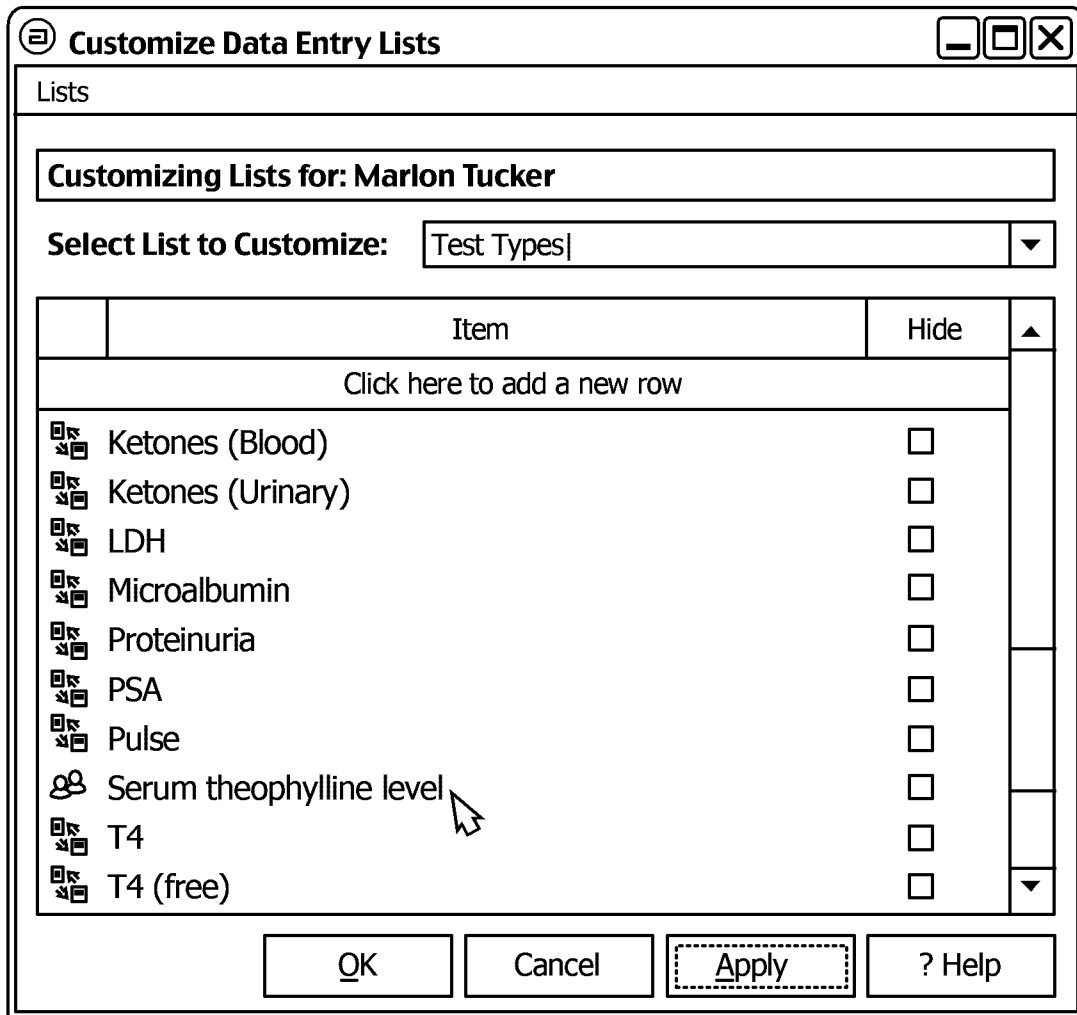 Customize Data Entry Lists
Lists
Customizing Lists for: Marlon Tucker
Select List to Customize: Test Types
Item Hide
Click here to add a new row
Ketones (Blood)
Ketones (Urinary)
LDH
Microalbumin
Proteinuria
PSA
Pulse
Serum theophylline level
T4
T4 (free)
OK Cancel Apply ? Help